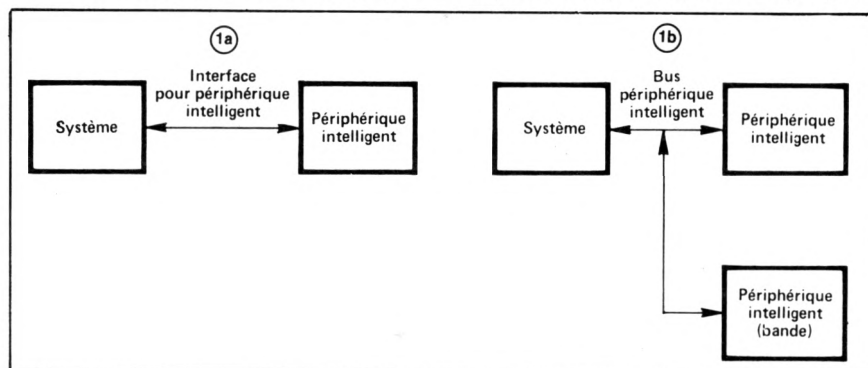 1a
Interface
pour périphérique
intelligent
Système
Périphérique
intelligent
1b
Bus
périphérique
intelligent
Système
Périphérique
intelligent
Périphérique
intelligent
(bande)